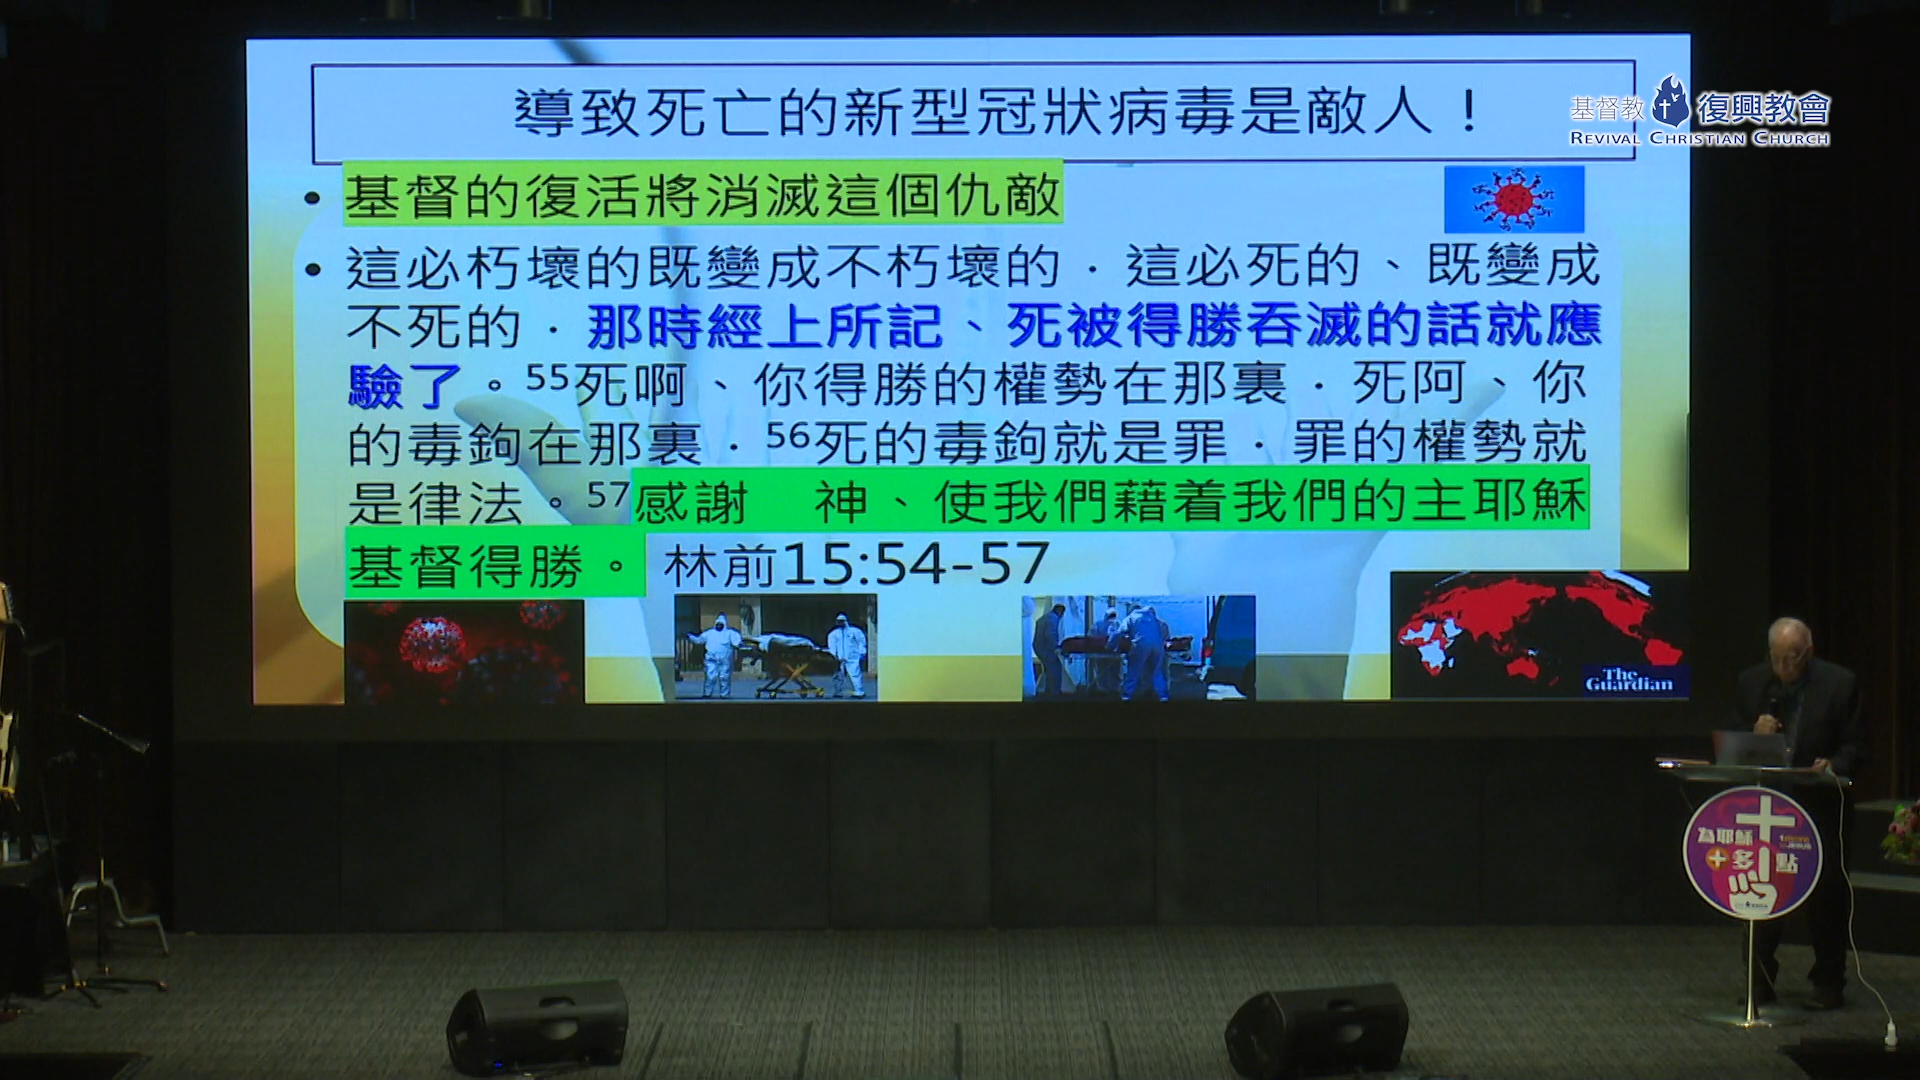 導致死亡的新型冠狀病毒是敵人！
基督教 復興教會
REVIVAL CHRISTIAN CHURCH
• 基督的復活將消滅這個仇敵
• 這必朽壞的既變成不朽壞的．這必死的、既變成
不死的．那時經上所記、死被得勝吞滅的話就應
驗了。55死啊、你得勝的權勢在那裏．死阿、你
的毒鉤在那裏．56死的毒鉤就是罪．罪的權勢就
是律法。57感謝　神、使我們藉着我們的主耶穌
基督得勝。 林前15:54-57
The
Guardian
為耶穌
+多 點